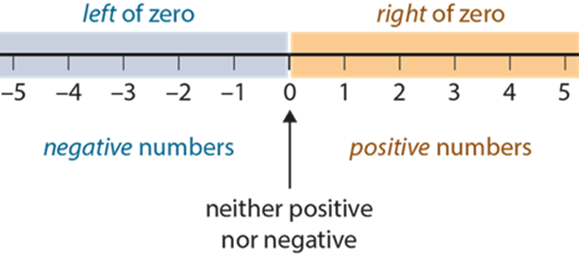 left of zero right of zero
–5 –4 –3 –2 –1 0 1 2 3 4 5
negative numbers positive numbers
neither positive
nor negative